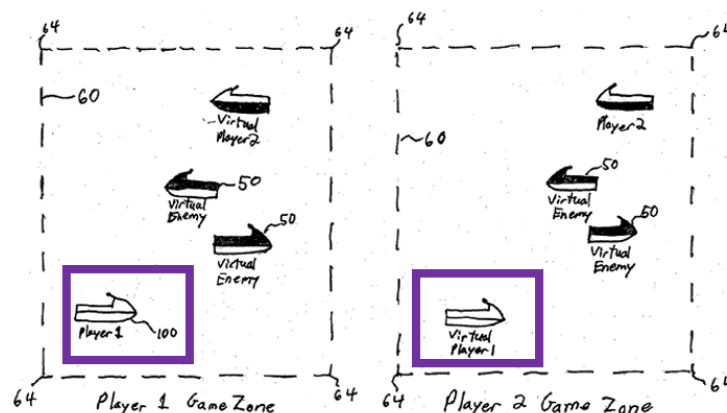 64
64
60
Virtual
Player2
50
Virtual
Enemy
50
Virtual
Enemy
Player 1
100
64
64
Player 1 Game Zone
64
64
60
Player2
50
Virtual
Enemy
50
Virtual
Enemy
Virtual
Player1
64
64
Player 2 Game Zone